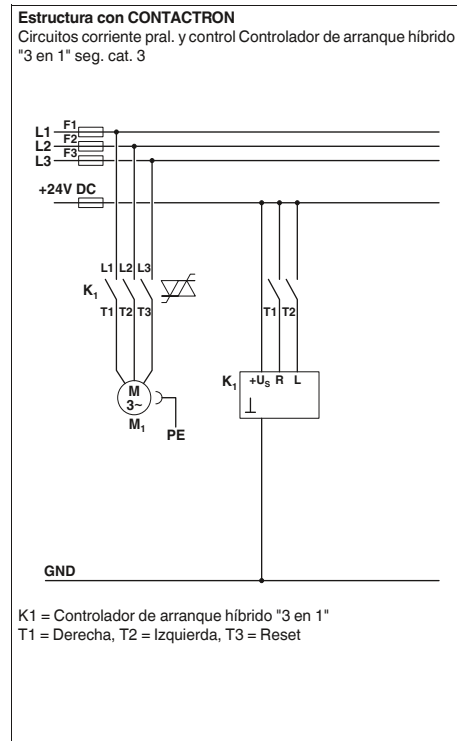 Estructura con CONTACTRON
Circuitos corriente pral. y control Controlador de arranque híbrido
"3 en 1" seg. cat. 3
F1
L1
F2
L2
F3
L3
+24V DC
L1 L2 L3
K1
T1 T2 T3
T1 T2
M
3~
M1
PE
K1 +US R L
GND
K1 = Controlador de arranque híbrido "3 en 1"
T1 = Derecha, T2 = Izquierda, T3 = Reset